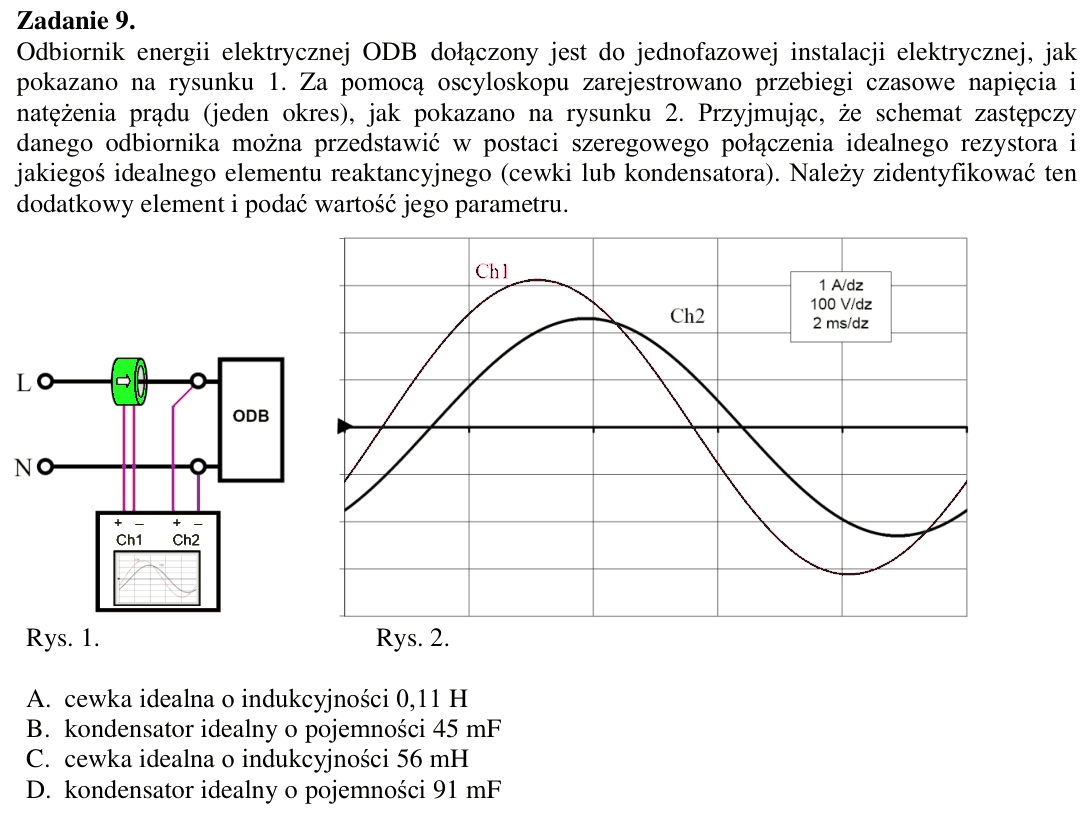 Zadanie 9.
Odbiornik energii elektrycznej ODB dołączony jest do jednofazowej instalacji elektrycznej, jak
pokazano na rysunku 1. Za pomocą oscyloskopu zarejestrowano przebiegi czasowe napięcia i
natężenia prądu (jeden okres), jak pokazano na rysunku 2. Przyjmując, że schemat zastępczy
danego odbiornika można przedstawić w postaci szeregowego połączenia idealnego rezystora i
jakiegoś idealnego elementu reaktancyjnego (cewki lub kondensatora). Należy zidentyfikować ten
dodatkowy element i podać wartość jego parametru.
Ch1
Ch2
1 A/dz
100 V/dz
2 ms/dz
L
ODB
N
+ – + –
Ch1 Ch2
Rys. 1. Rys. 2.
A. cewka idealna o indukcyjności 0,11 H
B. kondensator idealny o pojemności 45 mF
C. cewka idealna o indukcyjności 56 mH
D. kondensator idealny o pojemności 91 mF